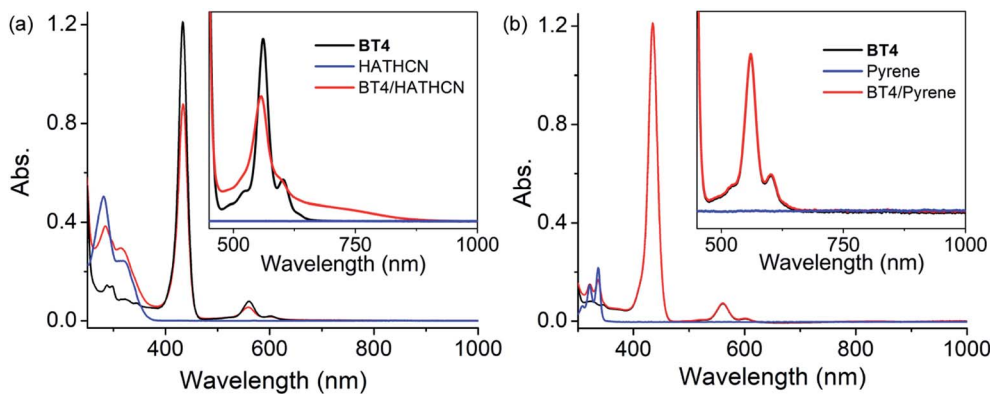 (a)
1.2
0.8
0.4
0.0
Abs.
400 600 800 1000
Wavelength (nm)
BT4
HATHCN
BT4/HATHCN
500 750 1000
Wavelength (nm)
(b)
1.2
0.8
0.4
0.0
Abs.
400 600 800 1000
Wavelength (nm)
BT4
Pyrene
BT4/Pyrene
500 750 1000
Wavelength (nm)